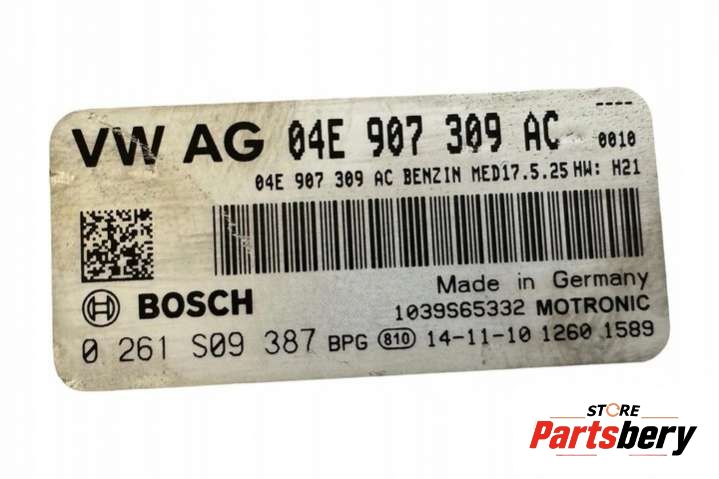 ----
VW AG 04E 907 309 AC 0010
04E 907 309 AC BENZIN MED17.5.25 HW: H21
Made in Germany
BOSCH 1039S65332 MOTRONIC
0 261 S09 387 BPG 810 14-11-10 1260 1589
STORE
Partsbery